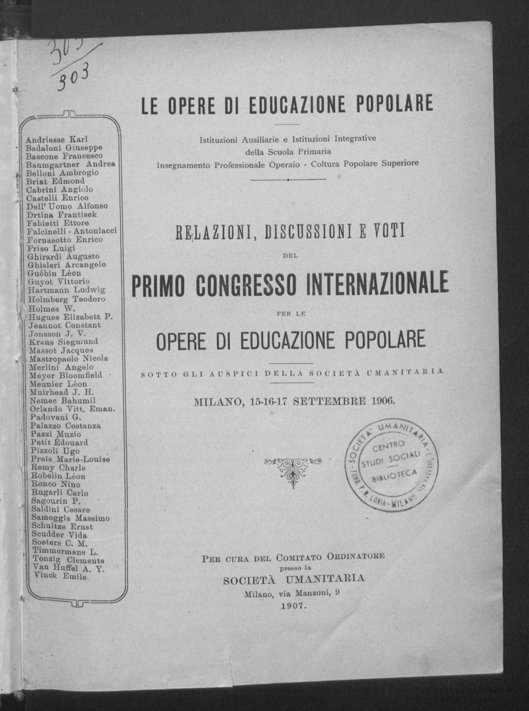 303
303
Andriesse Karl
Badaloni Giuseppe
Bascone Francesco
Baumgartner Andrea
Belloni Ambrogio
Briat Edmond
Cabrini Angiolo
Castelli Enrico
Dell' Uomo Alfonso
Drtina Frantisek
Fabietti Ettore
Falcinelli - Antoniacci
Fornasotto Enrico
Friso Luigi
Ghirardi Augusto
Ghisleri Arcangelo
Guébin Léon
Guyot Vittorio
Hartmann Ludwig
Holmberg Teodoro
Holmes W.
Hugues Elizabett P.
Jeannot Constant
Jonsson J. V.
Kraus Siegmund
Massot Jacques
Mastropaolo Nicola
Merlini Angelo
Meyer Bloomfield
Meunier Léon
Muirhead J. H.
Nemec Bahumil
Orlando Vitt. Eman.
Padovani G.
Palazzo Costanza
Pazzi Muzio
Petit Édouard
Pizzoli Ugo
Preis Marie-Louise
Remy Charle
Robelin Léon
Ronco Nino
Rugarli Carlo
Sagourin P.
Saldini Cesare
Sameggia Massimo
Schultze Ernst
Scudder Vida
Soeters C. M.
Timmermans L.
Tenzig Clemente
Van Huffel A. Y.
Vinck Emile
LE OPERE DI EDUCAZIONE POPOLARE
Istituzioni Ausiliarie e Istituzioni Integrative
della Scuola Primaria
Insegnamento Professionale Operaio - Coltura Popolare Superiore
RELAZIONI, DISCUSSIONI E VOTI
DEL
PRIMO CONGRESSO INTERNAZIONALE
PER LE
OPERE DI EDUCAZIONE POPOLARE
SOTTO GLI AUSPICI DELLA SOCIETÀ UMANITARIA
MILANO, 15-16-17 SETTEMBRE 1906.
SOCIETA' UMANITARIA
CENTRO
STUDI SOCIALI
BIBLIOTECA
FOND. P. M. LORIA - MILANO
PER CURA DEL COMITATO ORDINATORE
presso la
SOCIETÀ UMANITARIA
Milano, via Manzoni, 9
1907.